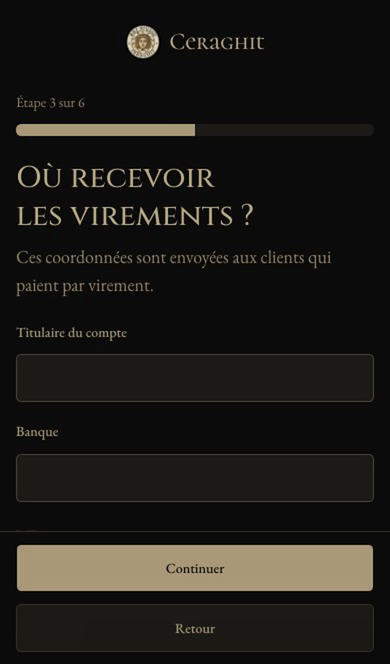 Ceraghit
Étape 3 sur 6
Où recevoir
les virements ?
Ces coordonnées sont envoyées aux clients qui
paient par virement.
Titulaire du compte
Banque
Continuer
Retour